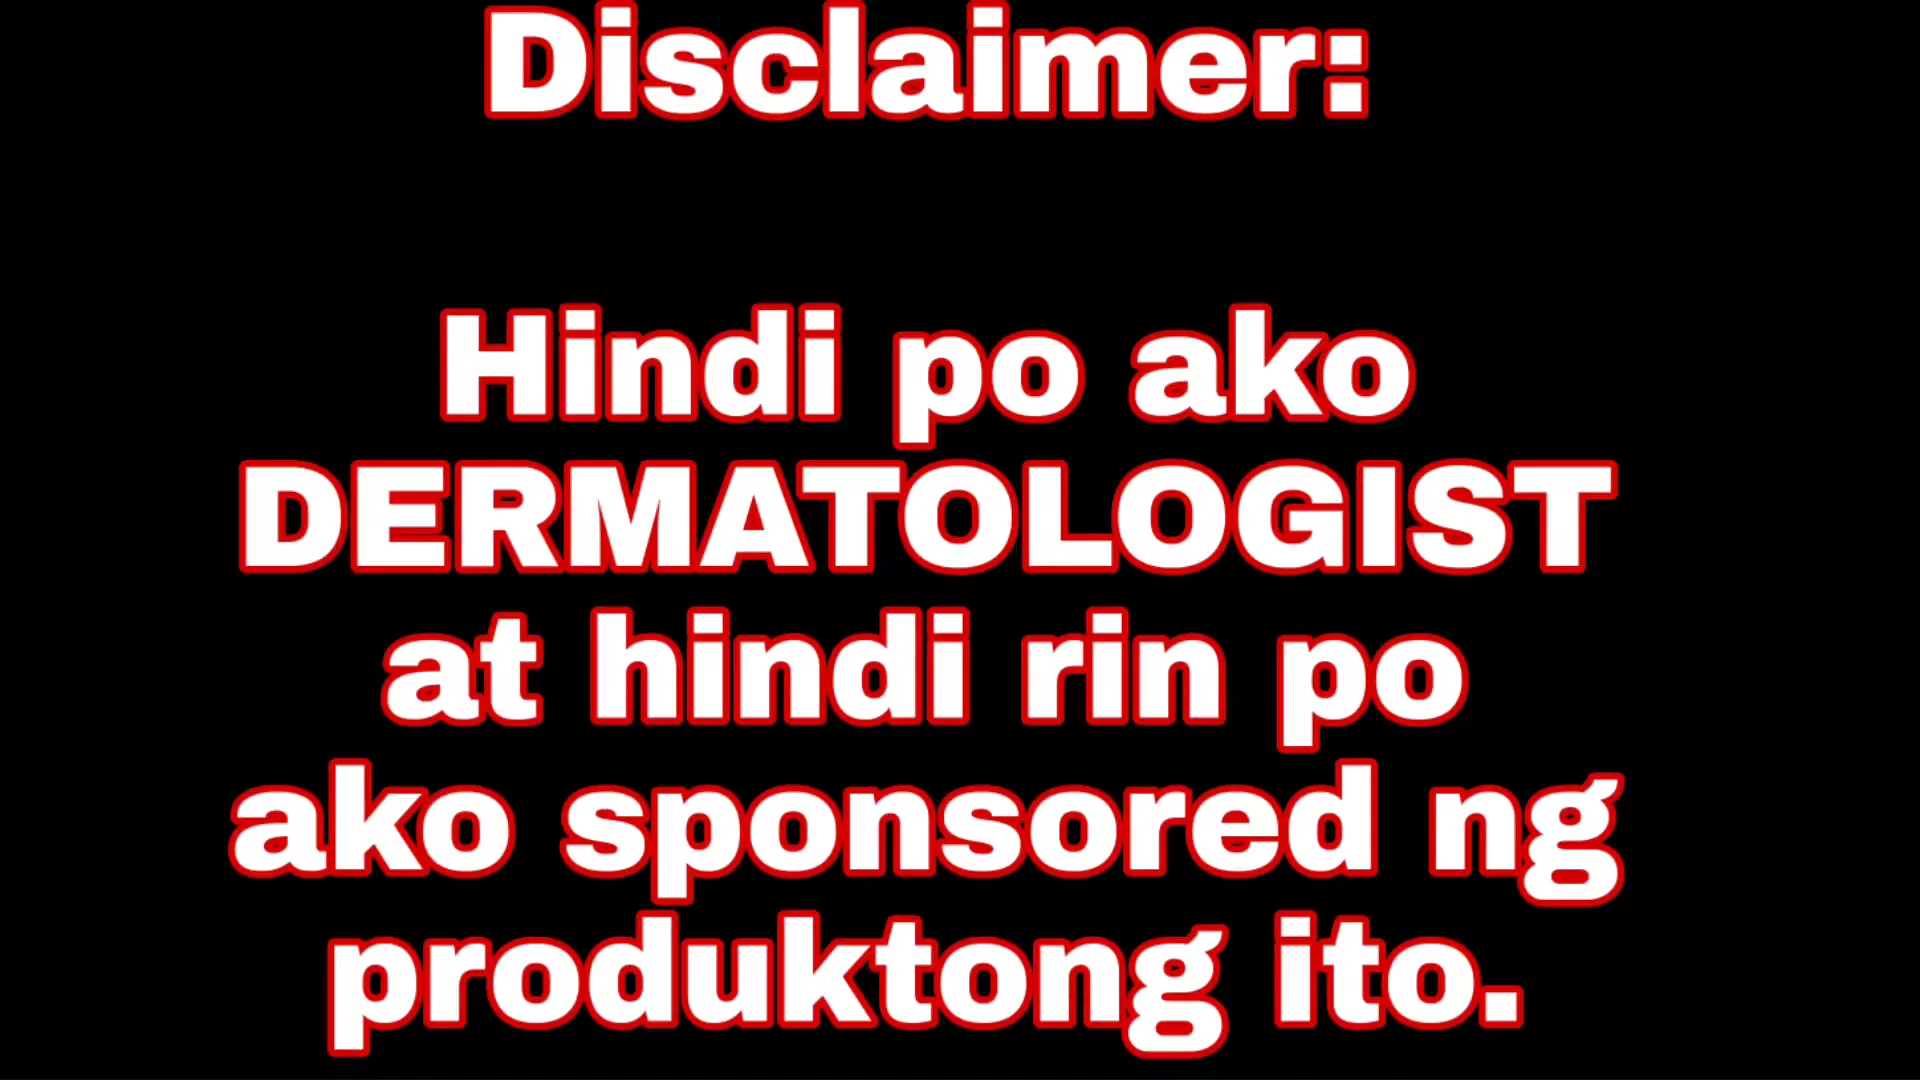 Disclaimer:
Hindi po ako
DERMATOLOGIST
at hindi rin po
ako sponsored ng
produktong ito.